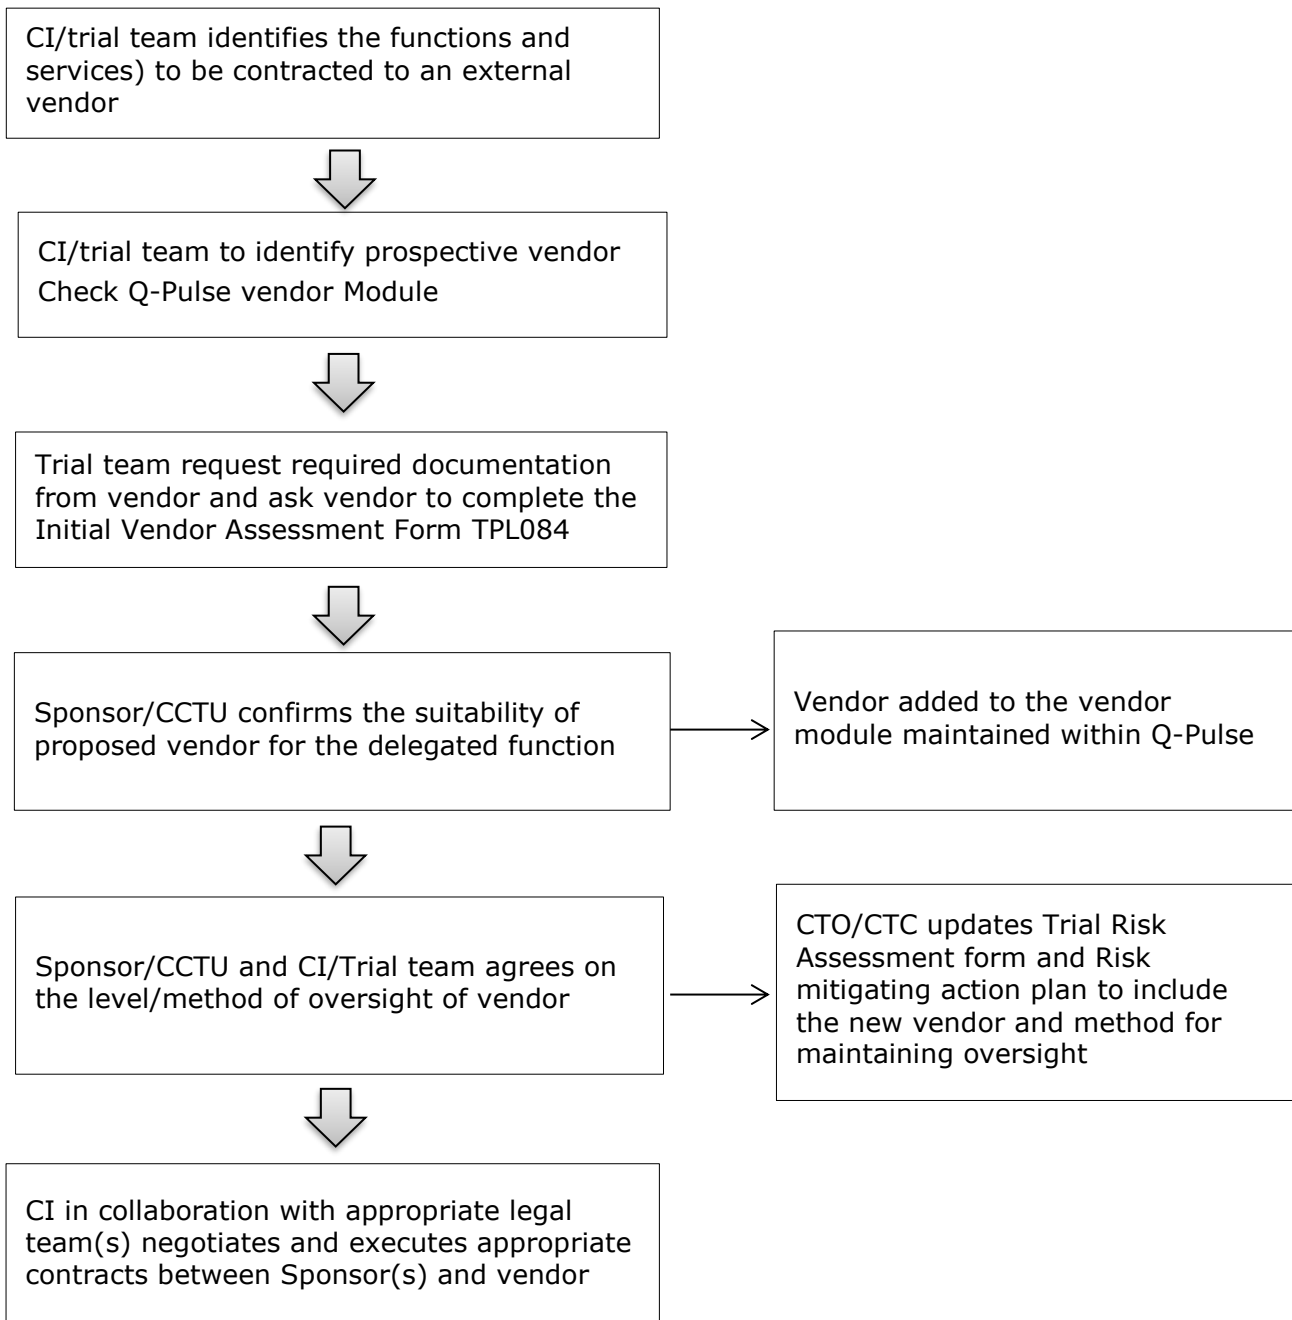 CI/trial team identifies the functions and
services) to be contracted to an external
vendor
CI/trial team to identify prospective vendor
Check Q-Pulse vendor Module
Trial team request required documentation
from vendor and ask vendor to complete the
Initial Vendor Assessment Form TPL084
Sponsor/CCTU confirms the suitability of
proposed vendor for the delegated function
Vendor added to the vendor
module maintained within Q-Pulse
Sponsor/CCTU and CI/Trial team agrees on
the level/method of oversight of vendor
CTO/CTC updates Trial Risk
Assessment form and Risk
mitigating action plan to include
the new vendor and method for
maintaining oversight
CI in collaboration with appropriate legal
team(s) negotiates and executes appropriate
contracts between Sponsor(s) and vendor